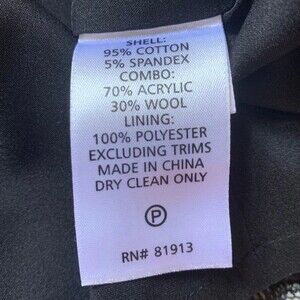 SHELL:
95% COTTON
5% SPANDEX
COMBO:
70% ACRYLIC
30% WOOL
LINING:
100% POLYESTER
EXCLUDING TRIMS
MADE IN CHINA
DRY CLEAN ONLY
P
RN# 81913